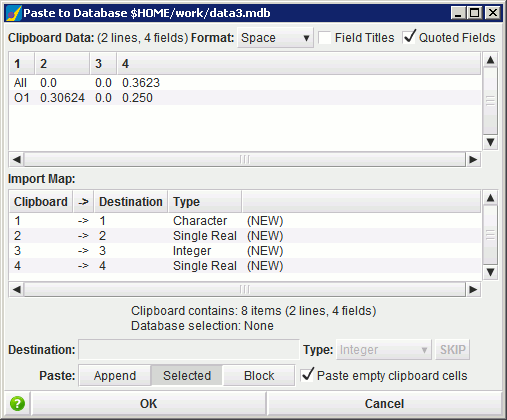 Paste to Database $HOME/work/data3.mdb
Clipboard Data: (2 lines, 4 fields) Format: Space Field Titles Quoted Fields
1 2 3 4
All 0.0 0.3623
O1 0.30624 0.0 0.250
Import Map:
Clipboard -> Destination Type
1 -> 1 Character (NEW)
2 -> 2 Single Real (NEW)
3 -> 3 Integer (NEW)
4 -> 4 Single Real (NEW)
Clipboard contains: 8 items (2 lines, 4 fields)
Database selection: None
Destination: Type: Integer SKIP
Paste: Append Selected Block Paste empty clipboard cells
? OK Cancel